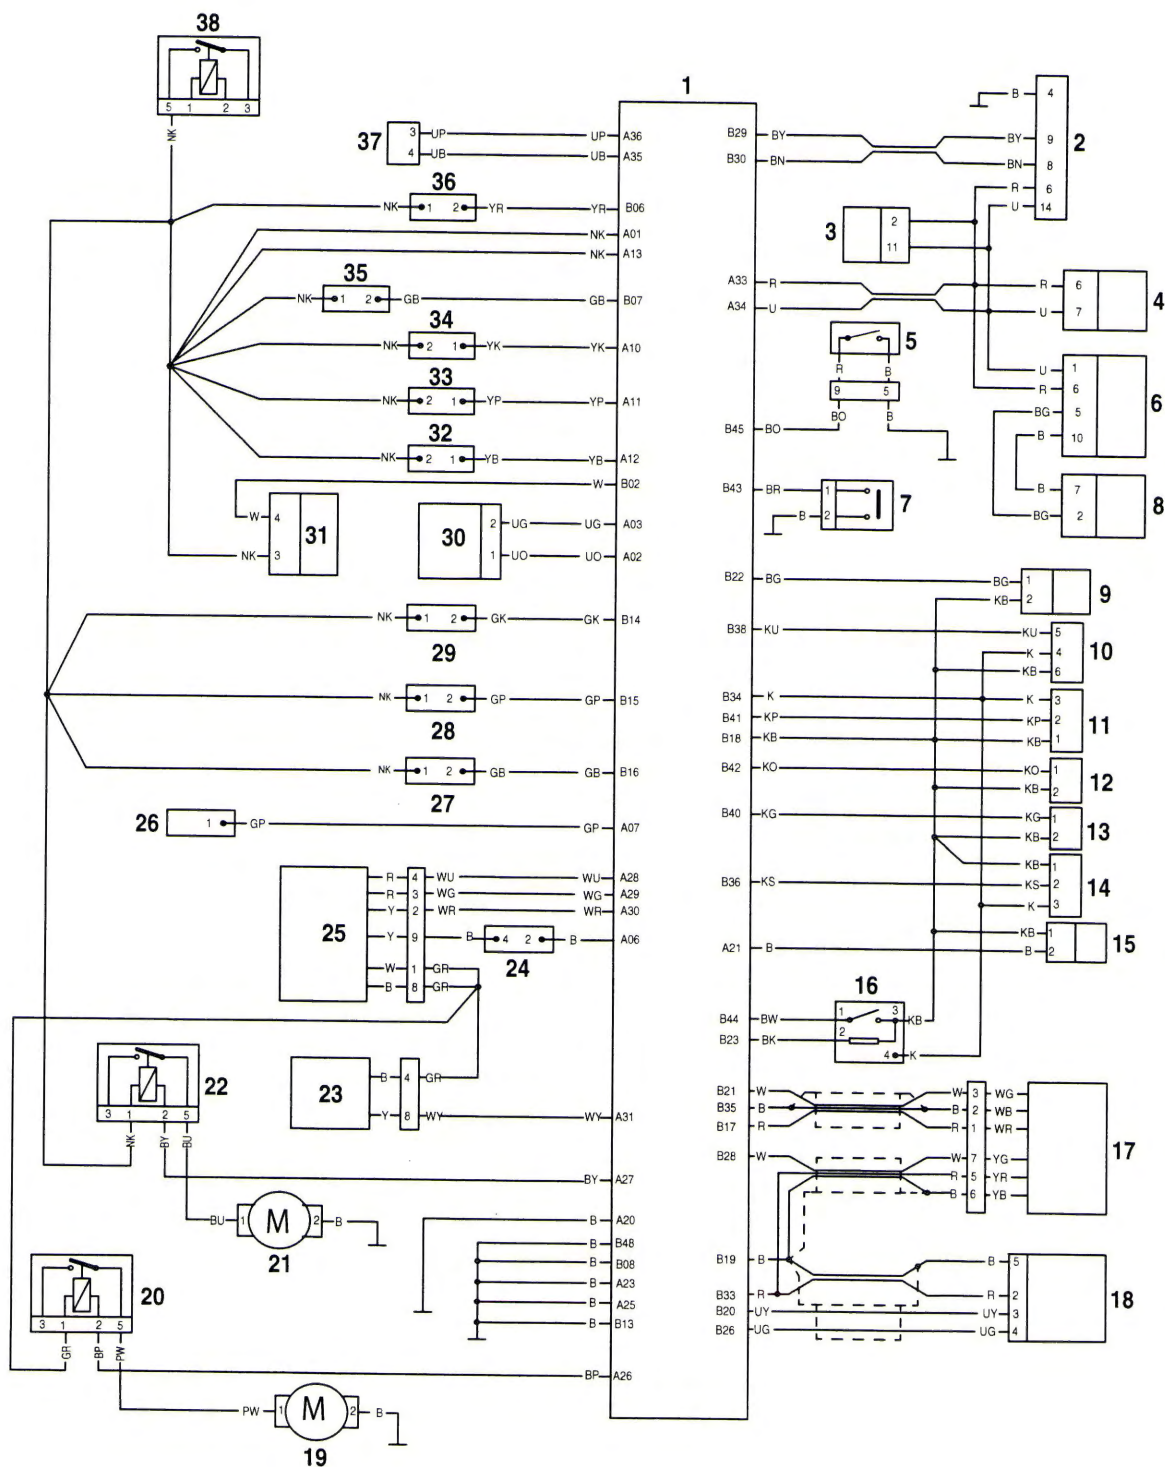 38
5 1 2 3
NK
1
37 3 UP UP A36
4 UB UB A35
36
NK 1 2 YR YR B06
NK A01
NK A13
35
NK 1 2 GB GB B07
34
NK 2 1 YK YK A10
33
NK 2 1 YP YP A11
32
NK 2 1 YB YB A12
W B02
W 4
31
NK 3
30
2 UG UG A03
1 UO UO A02
NK 1 2 GK GK B14
29
NK 1 2 GP GP B15
28
NK 1 2 GB GB B16
27
26 1 GP GP A07
25
R 4 WU WU A28
R 3 WG WG A29
Y 2 WR WR A30
Y 9 B 4 2 B A06
24
W 1 GR
B 8 GR
23
B 4 GR
Y 8 WY WY A31
22
3 1 2 5
NK BY BU
BY A27
BU 1 M 2 B
21
B A20
B B48
B B08
B A23
B A25
B B13
20
3 1 2 5
GR BP PW
BP A26
PW 1 M 2 B
19
B 4
2
B29 BY BY 9
B30 BN BN 8
R 6
U 14
3 2
11
A33 R R 6
A34 U U 7
4
5
R B
9 5
BO B
B45 BO
U 1
R 6
BG 5
B 10
6
B43 BR 1
B 2
7
B 7
BG 2
8
B22 BG BG 1
KB 2
9
B38 KU KU 5
K 4
KB 6
10
B34 K K 3
B41 KP KP 2
B18 KB KB 1
11
B42 KO KO 1
KB 2
12
B40 KG KG 1
KB 2
13
KB 1
B36 KS KS 2
K 3
14
KB 1
A21 B B 2
15
16
B44 BW 1 3 KB
B23 BK 2
4 K
B21 W W 3 WG
B35 B B 2 WB
B17 R R 1 WR
B28 W W 7 YG
R 5 YR
B 6 YB
17
B19 B B 5
B33 R R 2
B20 UY UY 3
B26 UG UG 4
18